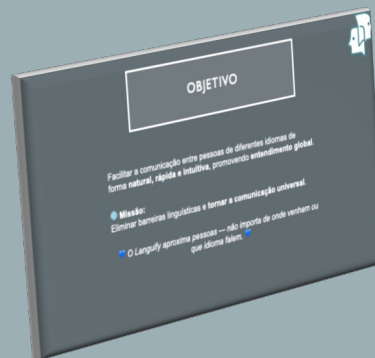 OBJETIVO
Facilitar a comunicação entre pessoas de diferentes idiomas de
forma natural, rápida e intuitiva, promovendo entendimento global.
Missão:
Eliminar barreiras linguísticas e tornar a comunicação universal.
O Languify aproxima pessoas — não importa de onde venham ou
que idioma falem.